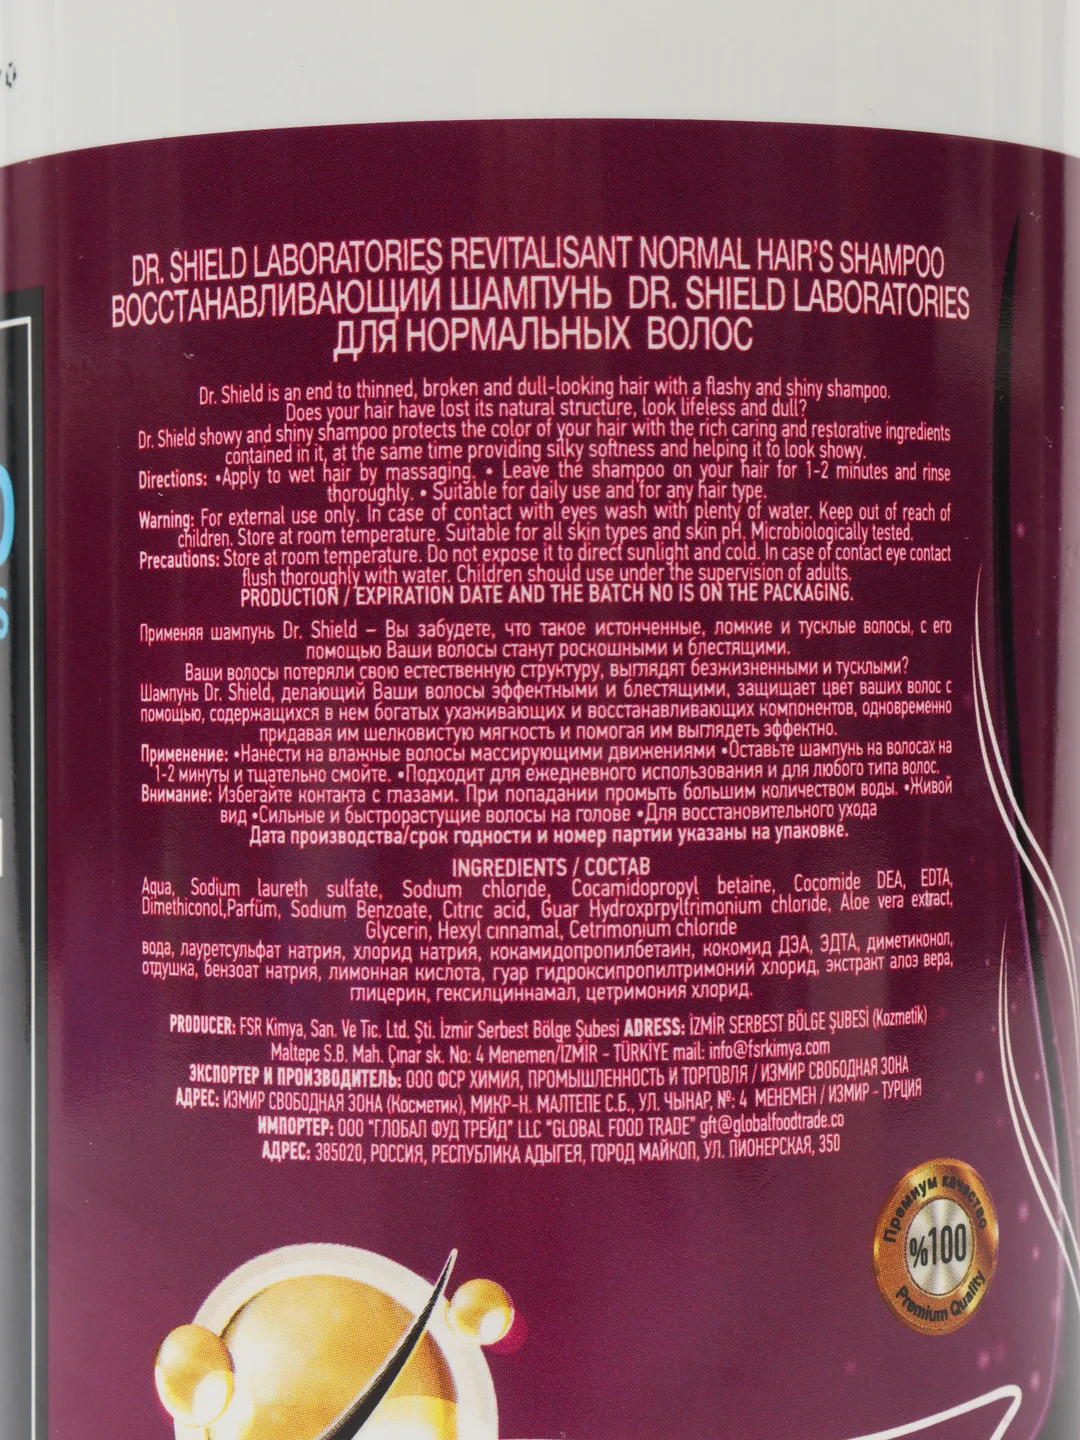 DR. SHIELD LABORATORIES REVITALISANT NORMAL HAIR'S SHAMPOO
ВОССТАНАВЛИВАЮЩИЙ ШАМПУНЬ DR. SHIELD LABORATORIES
ДЛЯ НОРМАЛЬНЫХ ВОЛОС
Dr. Shield is an end to thinned, broken and dull-looking hair with a flashy and shiny shampoo.
Does your hair have lost its natural structure, look lifeless and dull?
Dr. Shield showy and shiny shampoo protects the color of your hair with the rich caring and restorative ingredients
contained in it, at the same time providing silky softness and helping it to look showy.
Directions: •Apply to wet hair by massaging. • Leave the shampoo on your hair for 1-2 minutes and rinse
thoroughly. • Suitable for daily use and for any hair type.
Warning: For external use only. In case of contact with eyes wash with plenty of water. Keep out of reach of
children. Store at room temperature. Suitable for all skin types and skin pH. Microbiologically tested.
Precautions: Store at room temperature. Do not expose it to direct sunlight and cold. In case of contact eye contact
flush thoroughly with water. Children should use under the supervision of adults.
PRODUCTION / EXPIRATION DATE AND THE BATCH NO IS ON THE PACKAGING.
Применяя шампунь Dr. Shield – Вы забудете, что такое истонченные, ломкие и тусклые волосы, с его
помощью Ваши волосы станут роскошными и блестящими.
Ваши волосы потеряли свою естественную структуру, выглядят безжизненными и тусклыми?
Шампунь Dr. Shield, делающий Ваши волосы эффектными и блестящими, защищает цвет ваших волос с
помощью, содержащихся в нем богатых ухаживающих и восстанавливающих компонентов, одновременно
придавая им шелковистую мягкость и помогая им выглядеть эффектно.
Применение: •Нанести на влажные волосы массирующими движениями •Оставьте шампунь на волосах на
1-2 минуты и тщательно смойте. •Подходит для ежедневного использования и для любого типа волос.
Внимание: Избегайте контакта с глазами. При попадании промыть большим количеством воды. •Живой
вид •Сильные и быстрорастущие волосы на голове •Для восстановительного ухода
Дата производства/срок годности и номер партии указаны на упаковке.
INGREDIENTS / СОСТАВ
Aqua, Sodium laureth sulfate, Sodıum chlorıde, Cocamidopropyl betaine, Cocomide DEA, EDTA,
Dimethiconol,Parfüm, Sodıum Benzoate, Cıtrıc acid, Guar Hydroxprpyltrimonium chlorıde, Aloe vera extract,
Glycerin, Hexyl cınnamal, Cetrimonium chlorıde
вода, лауретсульфат натрия, хлорид натрия, кокамидопропилбетаин, кокомид ДЭА, ЭДТА, диметиконол,
отдушка, бензоат натрия, лимонная кислота, гуар гидроксипропилтримоний хлорид, экстракт алоэ вера,
глицерин, гексилциннамал, цетримония хлорид.
PRODUCER: FSR Kimya, San. Ve Tic. Ltd. Şti. İzmir Serbest Bölge Şubesi ADRESS: İZMİR SERBEST BÖLGE ŞUBESİ (Kozmetik)
Maltepe S.B. Mah. Çınar sk. No: 4 Menemen/İZMİR - TÜRKİYE mail: info@fsrkimya.com
ЭКСПОРТЕР И ПРОИЗВОДИТЕЛЬ: ООО ФСР ХИМИЯ, ПРОМЫШЛЕННОСТЬ И ТОРГОВЛЯ / ИЗМИР СВОБОДНАЯ ЗОНА
АДРЕС: ИЗМИР СВОБОДНАЯ ЗОНА (Косметик), МИКР-Н. МАЛТЕПЕ С.Б., УЛ. ЧЫНАР, №: 4 МЕНЕМЕН / ИЗМИР - ТУРЦИЯ
ИМПОРТЕР: ООО "ГЛОБАЛ ФУД ТРЕЙД" LLC "GLOBAL FOOD TRADE" gft@globalfoodtrade.co
АДРЕС: 385020, РОССИЯ, РЕСПУБЛИКА АДЫГЕЯ, ГОРОД МАЙКОП, УЛ. ПИОНЕРСКАЯ, 350
Премиум качество
%100
Premium Quality